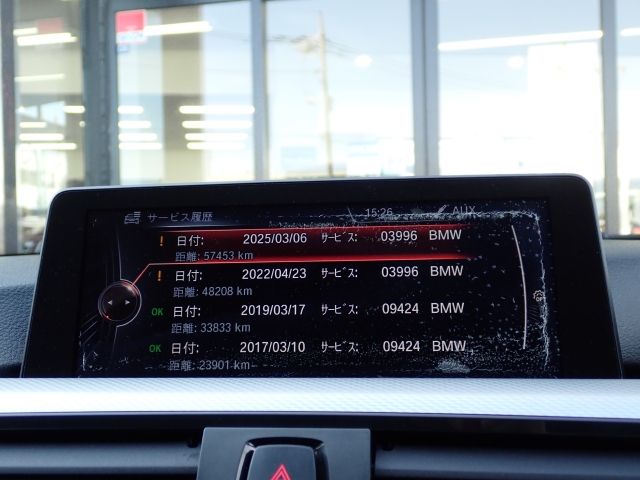 サービス履歴 15:26 AUX
! 日付: 2025/03/06 ｻｰﾋﾞｽ: 03996 BMW
距離: 57453 km
! 日付: 2022/04/23 ｻｰﾋﾞｽ: 03996 BMW
距離: 48208 km
OK 日付: 2019/03/17 ｻｰﾋﾞｽ: 09424 BMW
距離: 33833 km
OK 日付: 2017/03/10 ｻｰﾋﾞｽ: 09424 BMW
距離: 23901 km